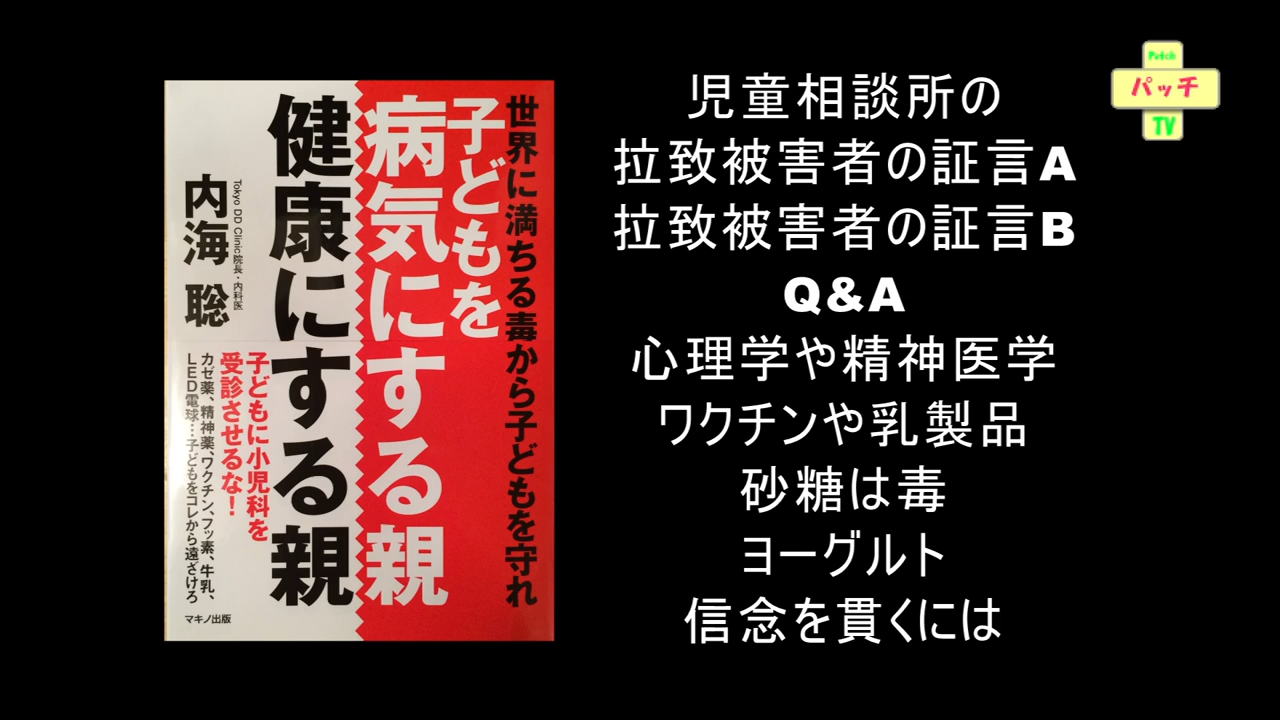 世界に満ちる毒から子どもを守れ
子どもを
病気にする親
健康にする親
Tokyo DD Clinic院長・内科医
内海 聡
子どもに小児科を
受診させるな!
カゼ薬、精神薬、ワクチン、フッ素、牛乳、
LED電球…子どもをコレから遠ざけろ
マキノ出版
児童相談所の
拉致被害者の証言A
拉致被害者の証言B
Q&A
心理学や精神医学
ワクチンや乳製品
砂糖は毒
ヨーグルト
信念を貫くには
Patch
パッチ
TV